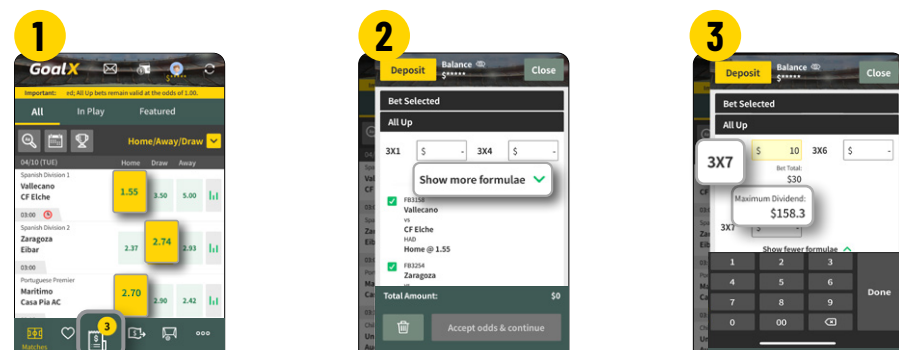 1
GoalX
$*****
Important: ed; All Up bets remain valid at the odds of 1.00.
All In Play Featured
Home/Away/Draw
04/10 (TUE) Home Draw Away
Spanish Division 1
Vallecano
CF Elche
1.55 3.50 5.00
03:00
Spanish Division 2
Zaragoza
Eibar
2.37 2.74 2.93
03:00
Portuguese Premier
Maritimo
Casa Pia AC
2.70 2.90 2.42
3
Matches
2
Deposit
Balance
$*****
Close
Bet Selected
All Up
3X1 $ - 3X4 $ -
Show more formulae
FB3158
Vallecano
vs
CF Elche
HAD
Home @ 1.55
FB3254
Zaragoza
vs
Total Amount: $0
Accept odds & continue
3
Deposit
Balance
$*****
Close
Bet Selected
All Up
3X7 $ 10 3X6 $ -
Bet Total:
$30
Maximum Dividend:
$158.3
3X7 $ -
Show fewer formulae
1 2 3
4 5 6
7 8 9
0 00
Done